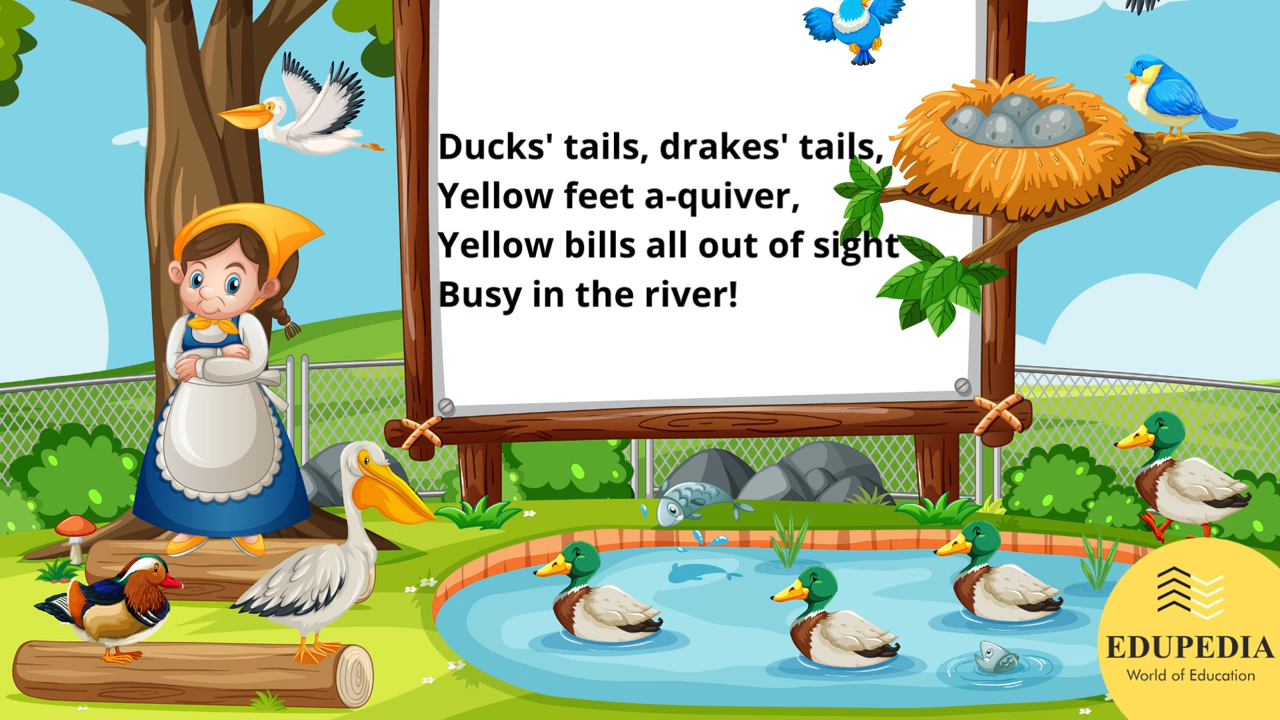 Ducks' tails, drakes' tails,
Yellow feet a-quiver,
Yellow bills all out of sight
Busy in the river!
EDUPEDIA
World of Education